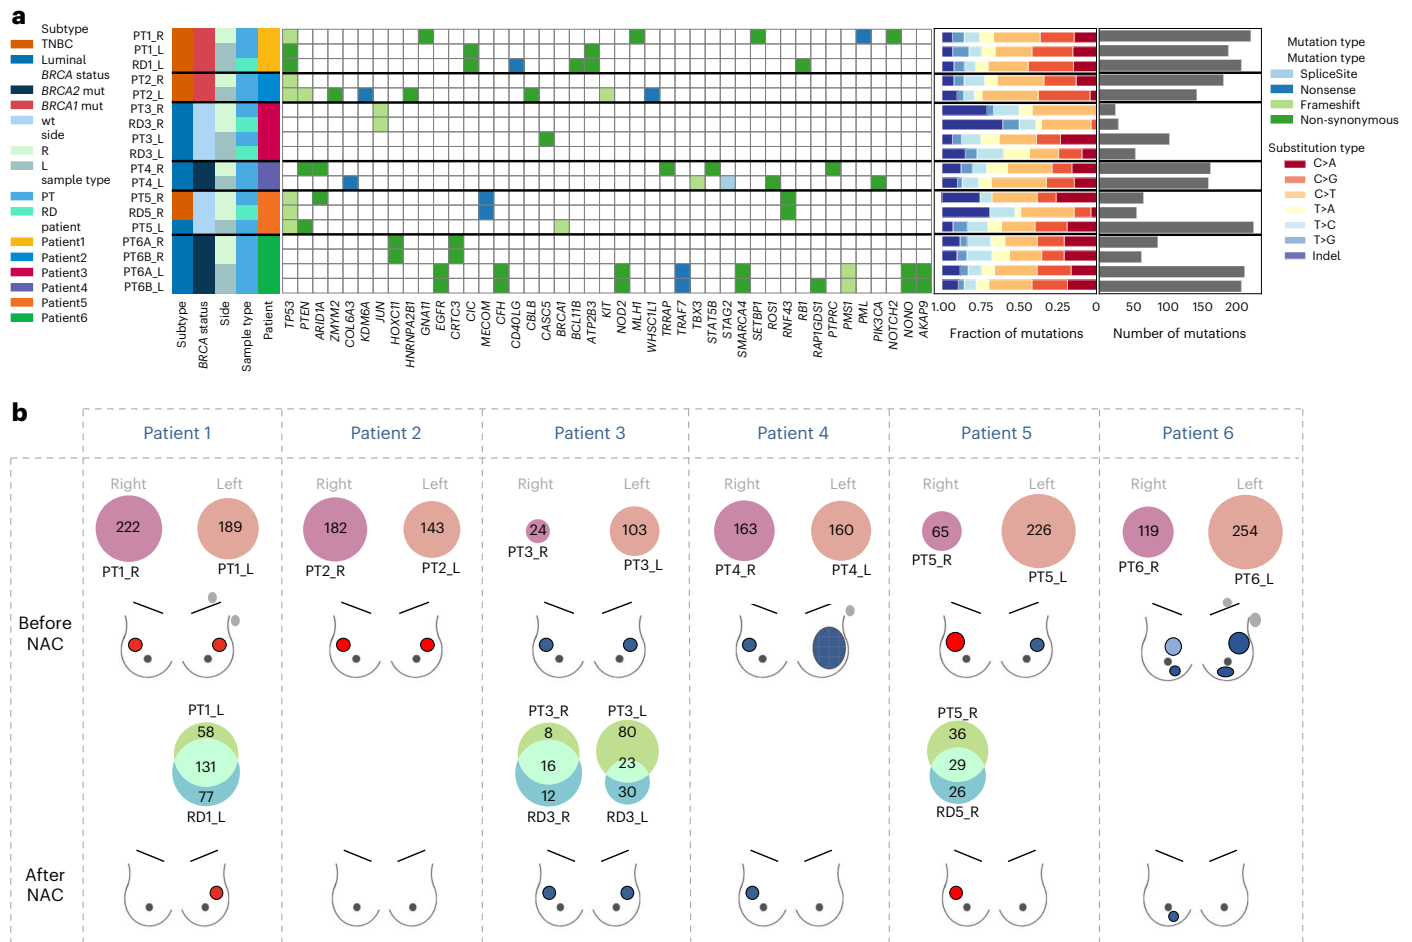 a
Subtype
TNBC
Luminal
BRCA status
BRCA2 mut
BRCA1 mut
wt
side
R
L
sample type
PT
RD
patient
Patient1
Patient2
Patient3
Patient4
Patient5
Patient6
PT1_R
PT1_L
RD1_L
PT2_R
PT2_L
PT3_R
RD3_R
PT3_L
RD3_L
PT4_R
PT4_L
PT5_R
RD5_R
PT5_L
PT6A_R
PT6B_R
PT6A_L
PT6B_L
Subtype
BRCA status
Side
Sample type
Patient
TP53
PTEN
ARID1A
ZMYM2
COL6A3
KDM6A
JUN
HOXC11
HNRNPA2B1
GNA11
EGFR
CRTC3
CIC
MECOM
CFH
CD40LG
CBLB
CASC5
BRCA1
BCL11B
ATP2B3
KIT
NOD2
MLH1
WHSC1L1
TRRAP
TRAF7
TBX3
STAT5B
STAG2
SMARCA4
SETBP1
ROS1
RNF43
RB1
RAP1GDS1
PTPRC
PMS1
PML
PIK3CA
NOTCH2
NONO
AKAP9
1.00 0.75 0.50 0.25 0
Fraction of mutations
50 100 150 200
Number of mutations
Mutation type
Mutation type
SpliceSite
Nonsense
Frameshift
Non-synonymous
Substitution type
C>A
C>G
C>T
T>A
T>C
T>G
Indel
b
Patient 1 Patient 2 Patient 3 Patient 4 Patient 5 Patient 6
Right Left Right Left Right Left Right Left Right Left Right Left
222 189 182 143 24 103 163 160 65 226 119 254
PT1_R PT1_L PT2_R PT2_L PT3_R PT3_L PT4_R PT4_L PT5_R PT5_L PT6_R PT6_L
Before
NAC
PT1_L PT3_R PT3_L PT5_R
58 8 80 36
131 16 23 29
77 12 30 26
RD1_L RD3_R RD3_L RD5_R
After
NAC